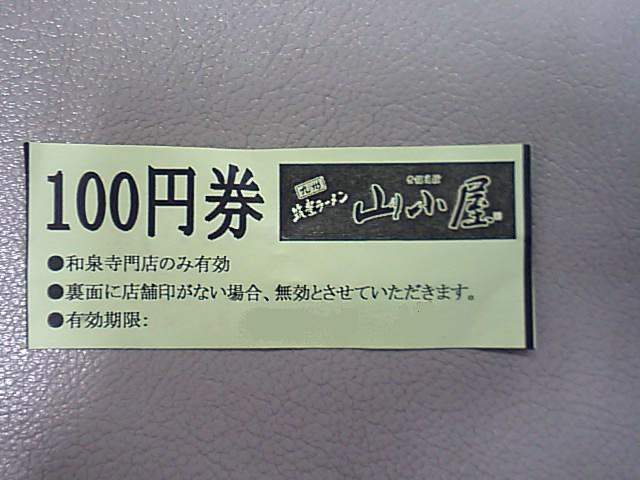 100円券
九州
筑豊ラーメン
山小屋
●和泉寺門店のみ有効
●裏面に店舗印がない場合、無効とさせていただきます。
●有効期限: